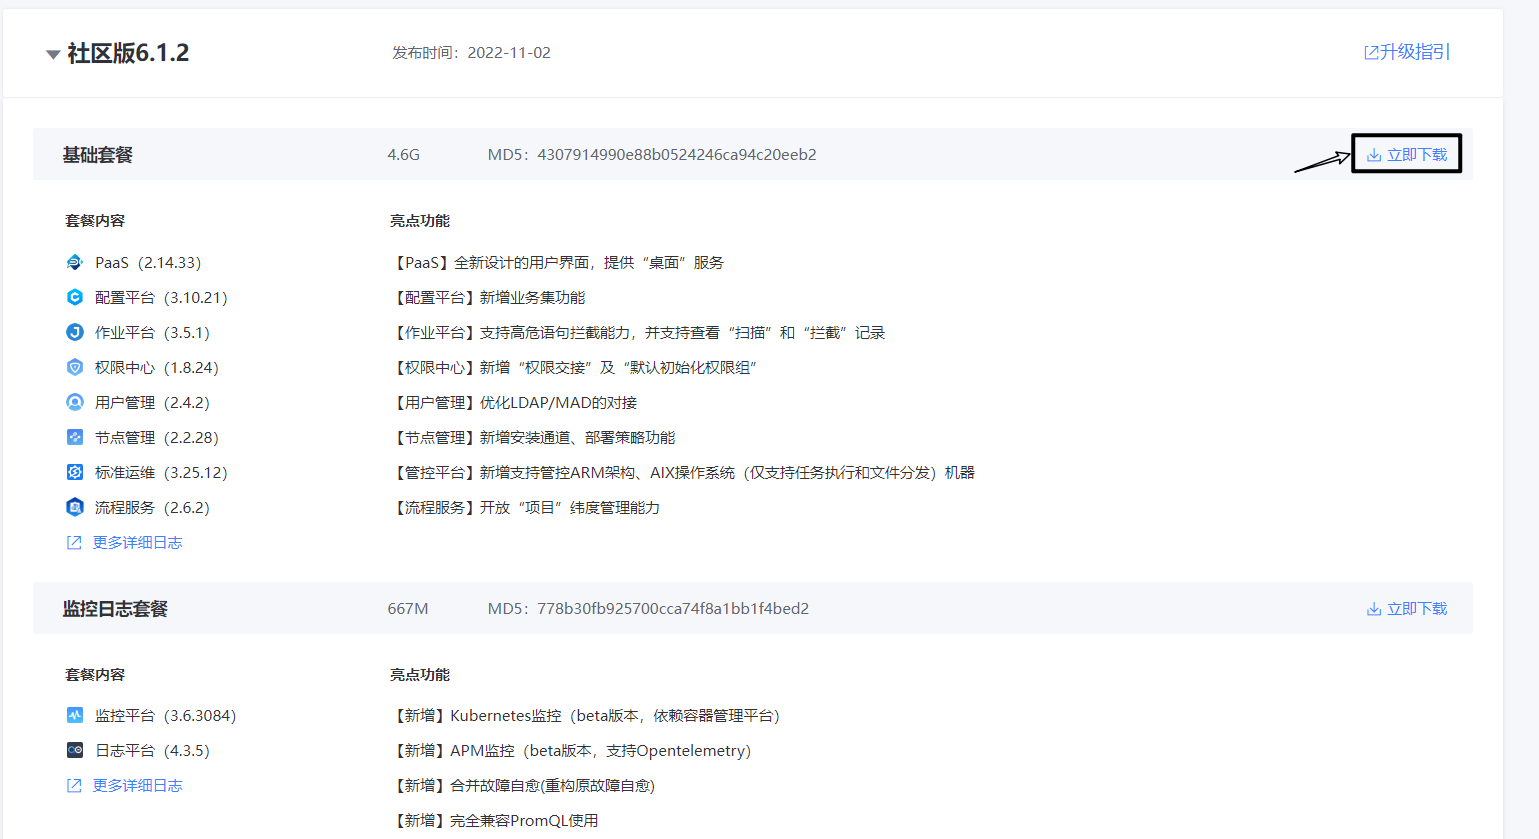 社区版6.1.2 发布时间：2022-11-02 升级指引
基础套餐 4.6G MD5：4307914990e88b0524246ca94c20eeb2 立即下载
套餐内容 亮点功能
PaaS（2.14.33） 【PaaS】全新设计的用户界面，提供“桌面”服务
配置平台（3.10.21） 【配置平台】新增业务集功能
作业平台（3.5.1） 【作业平台】支持高危语句拦截能力，并支持查看“扫描”和“拦截”记录
权限中心（1.8.24） 【权限中心】新增“权限交接”及“默认初始化权限组”
用户管理（2.4.2） 【用户管理】优化LDAP/MAD的对接
节点管理（2.2.28） 【节点管理】新增安装通道、部署策略功能
标准运维（3.25.12） 【管控平台】新增支持管控ARM架构、AIX操作系统（仅支持任务执行和文件分发）机器
流程服务（2.6.2） 【流程服务】开放“项目”纬度管理能力
更多详细日志
监控日志套餐 667M MD5：778b30fb925700cca74f8a1bb1f4bed2 立即下载
套餐内容 亮点功能
监控平台（3.6.3084） 【新增】Kubernetes监控（beta版本，依赖容器管理平台）
日志平台（4.3.5） 【新增】APM监控（beta版本，支持Opentelemetry）
更多详细日志 【新增】合并故障自愈(重构原故障自愈)
【新增】完全兼容PromQL使用